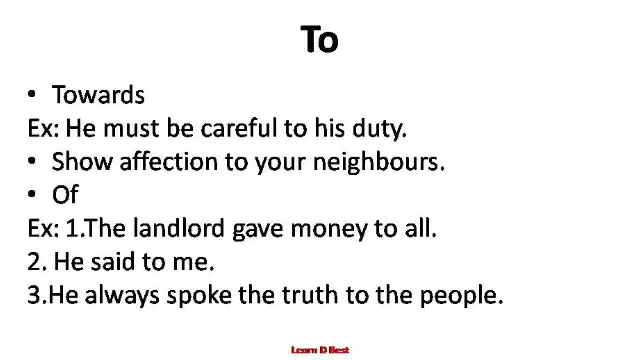 To
• Towards
Ex: He must be careful to his duty.
• Show affection to your neighbours.
• Of
Ex: 1.The landlord gave money to all.
2. He said to me.
3.He always spoke the truth to the people.
Learn D Best